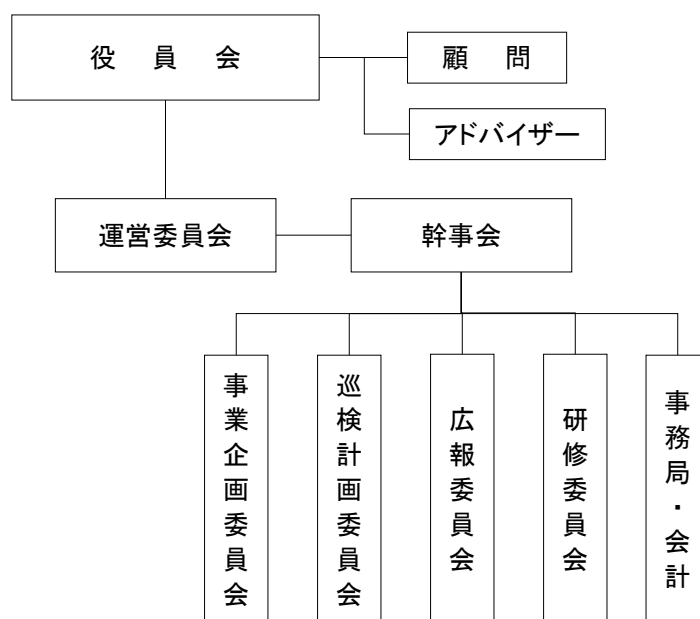 役 員 会
顧 問
アドバイザー
運営委員会
幹事会
事業企画委員会
巡検計画委員会
広報委員会
研修委員会
事務局・会計